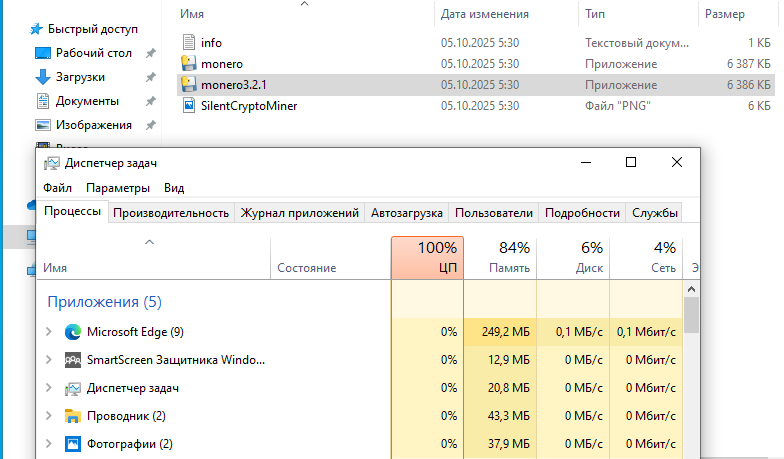 Имя Дата изменения Тип Размер
Быстрый доступ
info 05.10.2025 5:30 Текстовый докум... 1 КБ
Рабочий стол
monero 05.10.2025 5:30 Приложение 6 387 КБ
Загрузки
monero3.2.1 05.10.2025 5:30 Приложение 6 386 КБ
Документы
SilentCryptoMiner 05.10.2025 5:30 Файл "PNG" 6 КБ
Изображения
Диспетчер задач
Файл Параметры Вид
Процессы Производительность Журнал приложений Автозагрузка Пользователи Подробности Службы
100% 84% 6% 4%
Имя Состояние ЦП Память Диск Сеть Э
Приложения (5)
Microsoft Edge (9) 0% 249,2 МБ 0,1 МБ/с 0,1 Мбит/с
SmartScreen Защитника Windo... 0% 12,9 МБ 0 МБ/с 0 Мбит/с
Диспетчер задач 0% 20,8 МБ 0 МБ/с 0 Мбит/с
Проводник (2) 0% 43,3 МБ 0 МБ/с 0 Мбит/с
Фотографии (2) 0% 37,9 МБ 0 МБ/с 0 Мбит/с